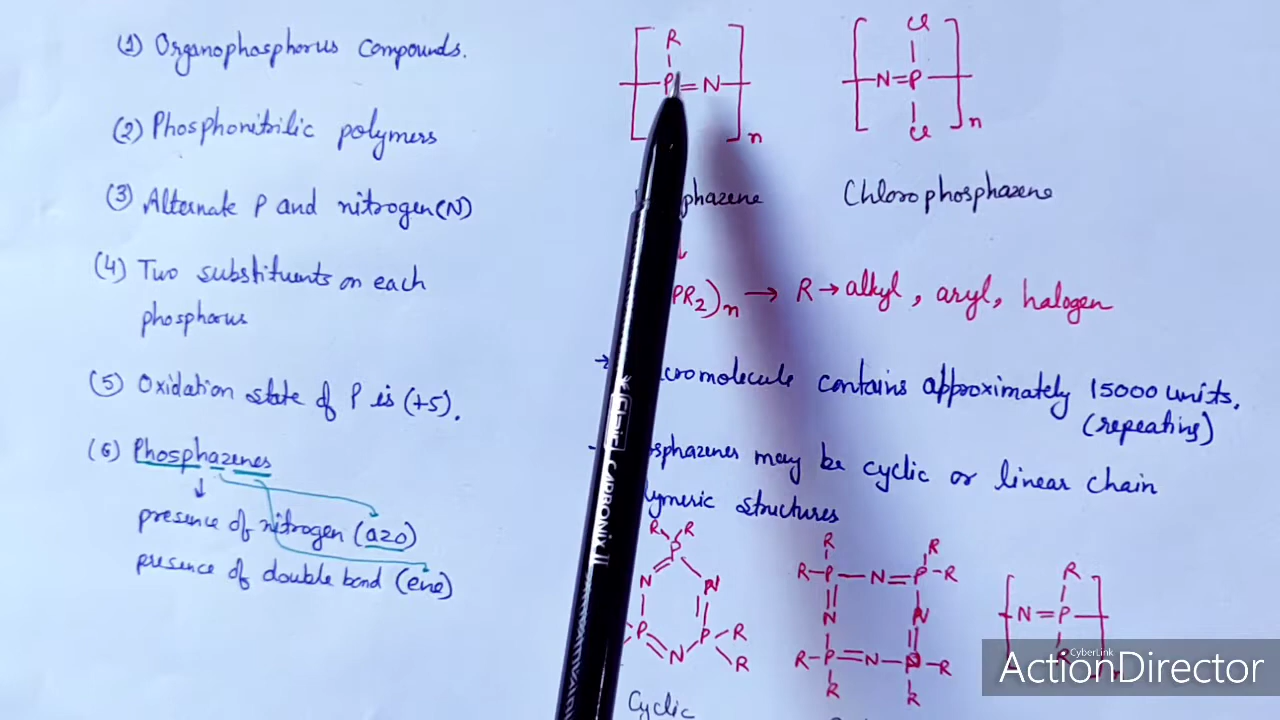 (1) Organophosphorus compounds.
(2) Phosphonitrilic polymers
(3) Alternate P and nitrogen(N)
(4) Two substituents on each
phosphorus
(5) Oxidation state of P is (+5).
(6) Phosphazenes
presence of nitrogen (azo)
presence of double bond (ene)
R
P=N
n
Cl
N=P
Cl
n
phazene
Chlorophosphazene
PR2)n → R → alkyl, aryl, halogen
cromolecule contains approximately 15000 units.
(repeating)
sphazenes may be cyclic or linear chain
lymeric structures
R R
P
N N
P P R
N R
Cyclic
R R
R-P-N=P-R
N N
R-P=N-P-R
R R
R
N=P
R
n
CARBONIX II
CyberLink
ActionDirector